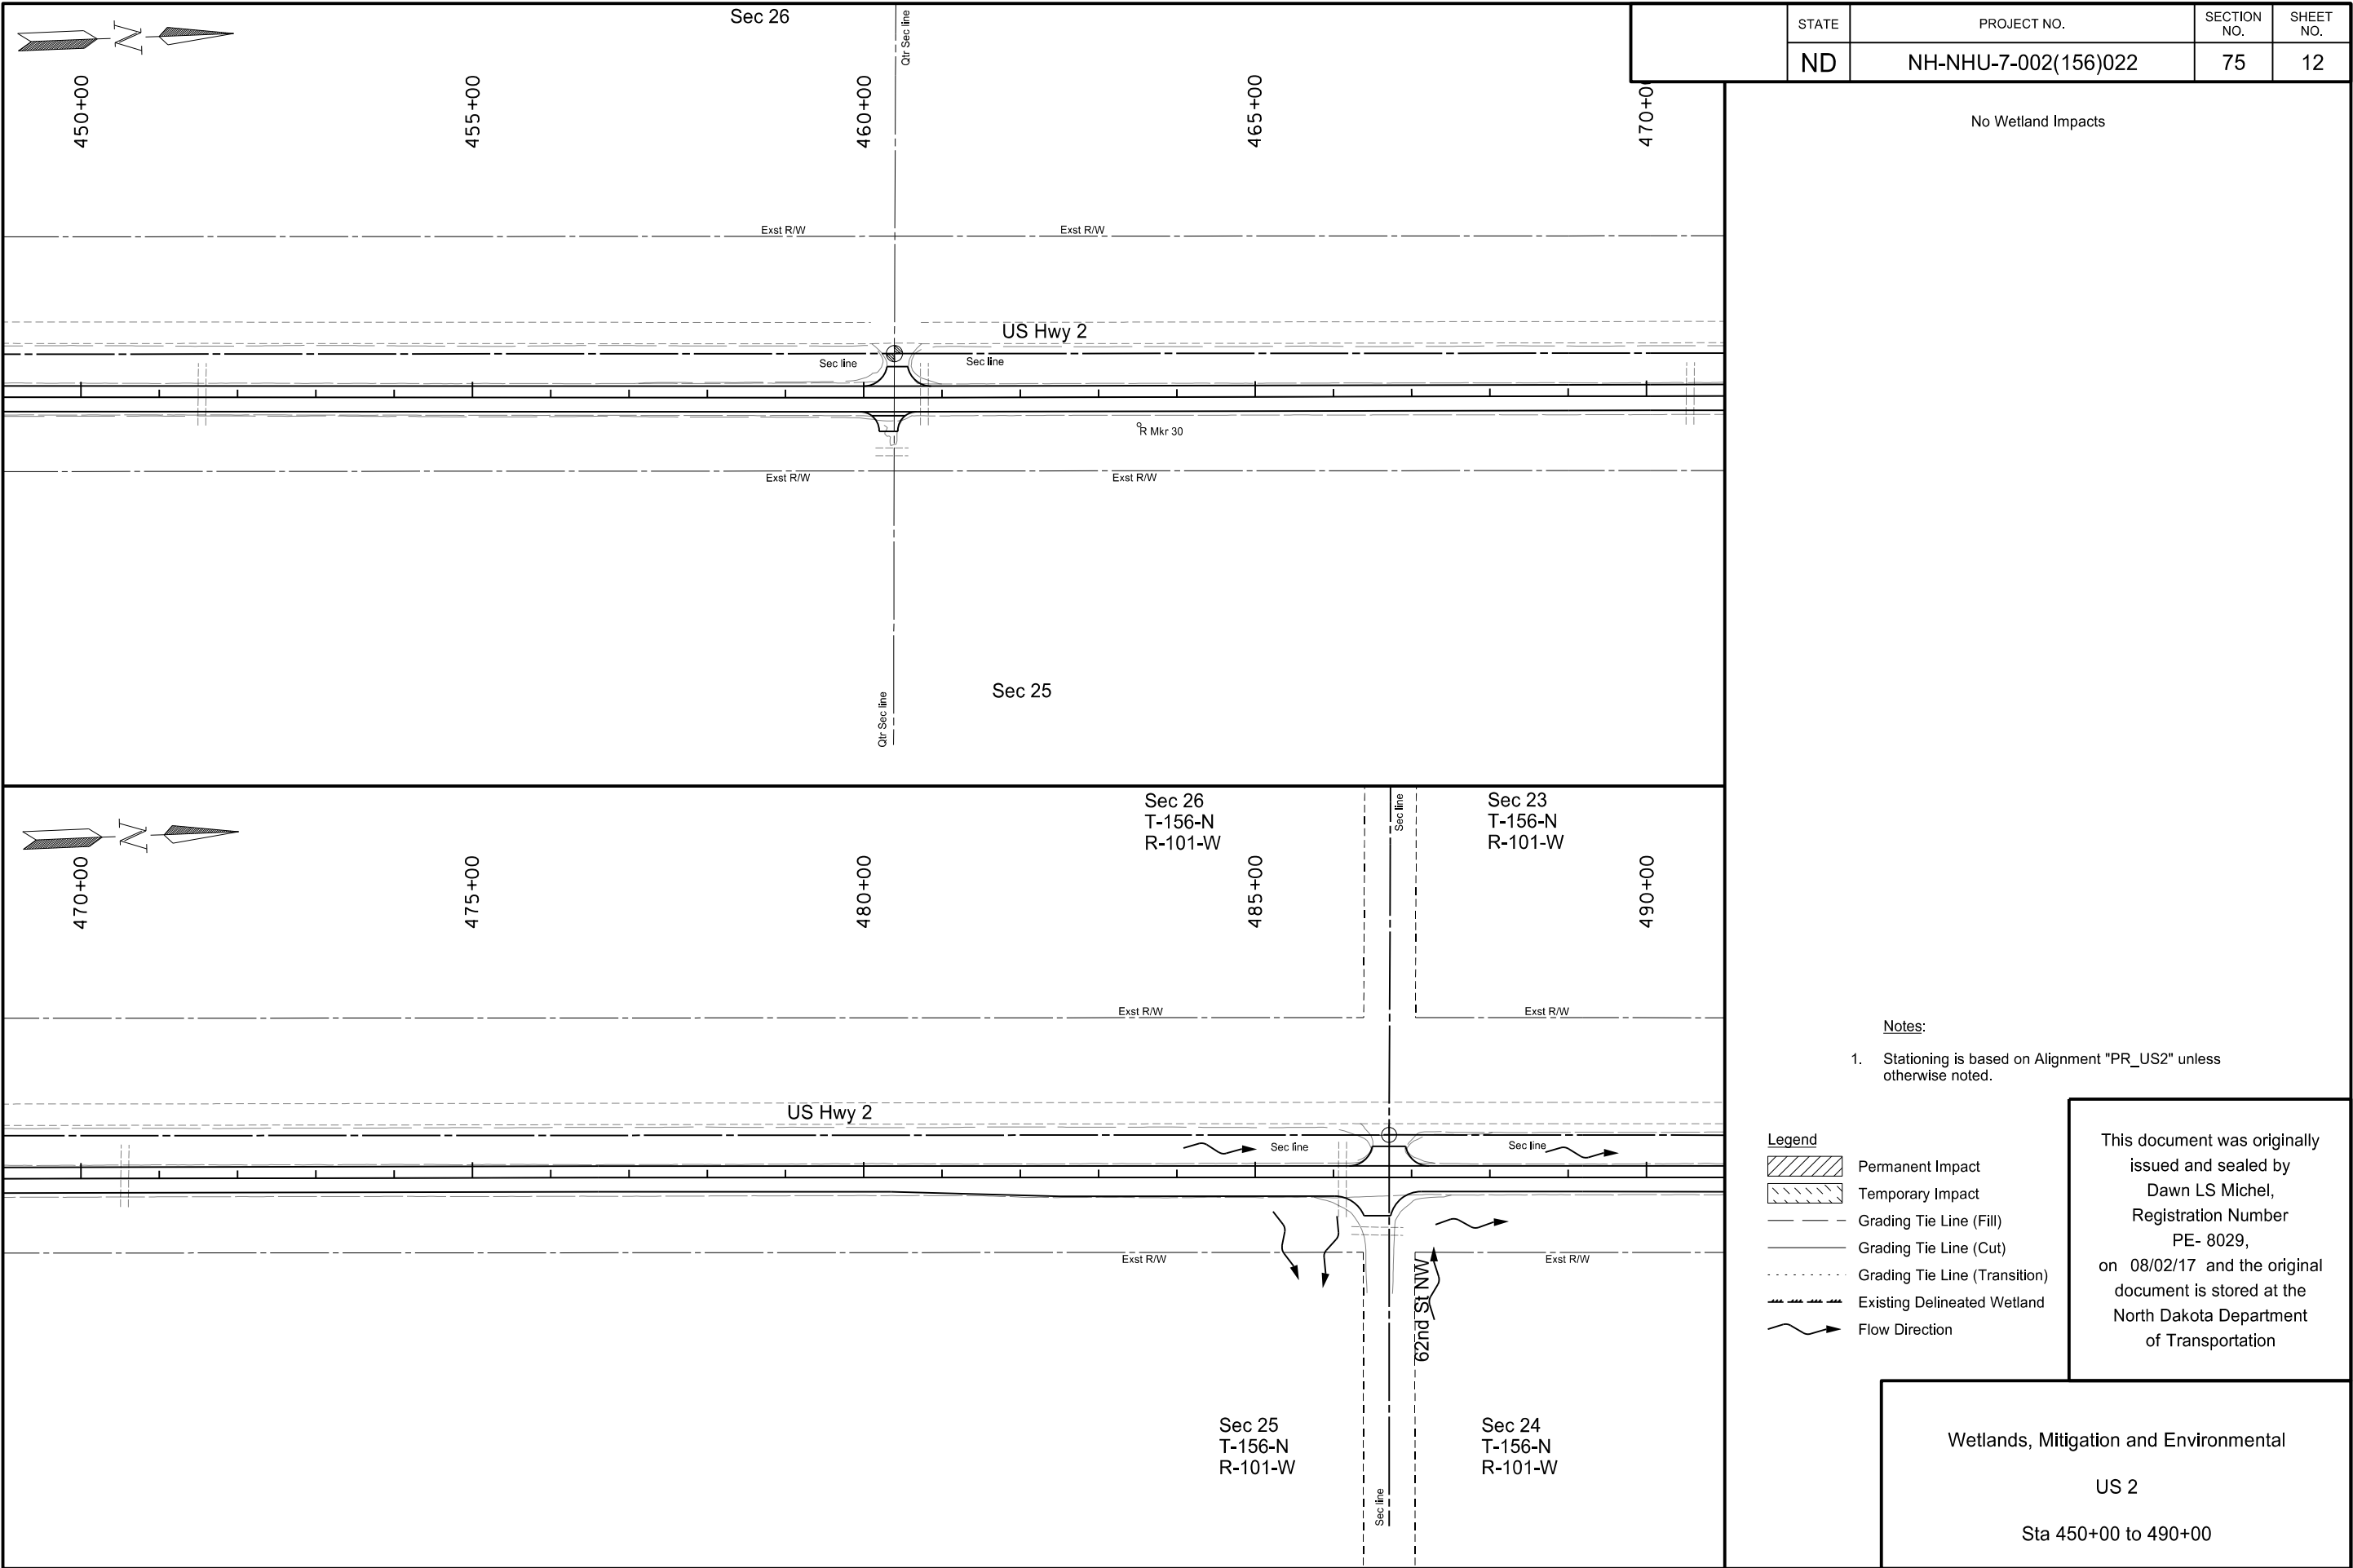 STATE
PROJECT NO.
SECTION NO.
SHEET NO.
ND
NH-NHU-7-002(156)022
75
12
No Wetland Impacts
Sec 26
Qtr Sec line
N
450+00
455+00
460+00
465+00
470+00
Exst R/W
Exst R/W
US Hwy 2
Sec line
Sec line
R Mkr 30
Exst R/W
Exst R/W
Sec 25
Qtr Sec line
N
Sec 26
T-156-N
R-101-W
Sec line
Sec 23
T-156-N
R-101-W
470+00
475+00
480+00
485+00
490+00
Exst R/W
Exst R/W
US Hwy 2
Sec line
Sec line
Exst R/W
Exst R/W
62nd St NW
Sec 25
T-156-N
R-101-W
Sec 24
T-156-N
R-101-W
Sec line
Notes:
1. Stationing is based on Alignment "PR_US2" unless
otherwise noted.
Legend
Permanent Impact
Temporary Impact
Grading Tie Line (Fill)
Grading Tie Line (Cut)
Grading Tie Line (Transition)
Existing Delineated Wetland
Flow Direction
This document was originally
issued and sealed by
Dawn LS Michel,
Registration Number
PE- 8029,
on 08/02/17 and the original
document is stored at the
North Dakota Department
of Transportation
Wetlands, Mitigation and Environmental
US 2
Sta 450+00 to 490+00